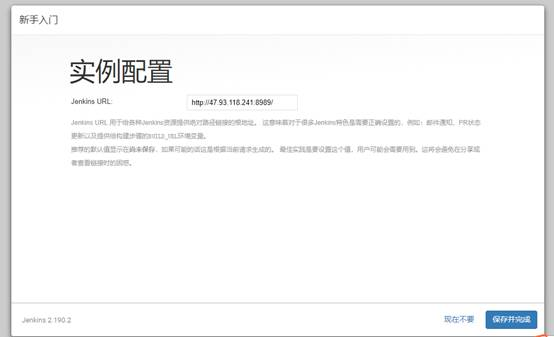 新手入门
实例配置
Jenkins URL: http://47.93.118.241:8989/
Jenkins URL 用于给各种Jenkins资源提供绝对路径链接的根地址。 这意味着对于很多Jenkins特色是需要正确设置的，例如：邮件通知、PR状态
更新以及提供给构建步骤的BUILD_URL环境变量。
推荐的默认值显示在尚未保存，如果可能的话这是根据当前请求生成的。 最佳实践是要设置这个值，用户可能会需要用到。这将会避免在分享或
者查看链接时的困惑。
Jenkins 2.190.2 现在不要 保存并完成